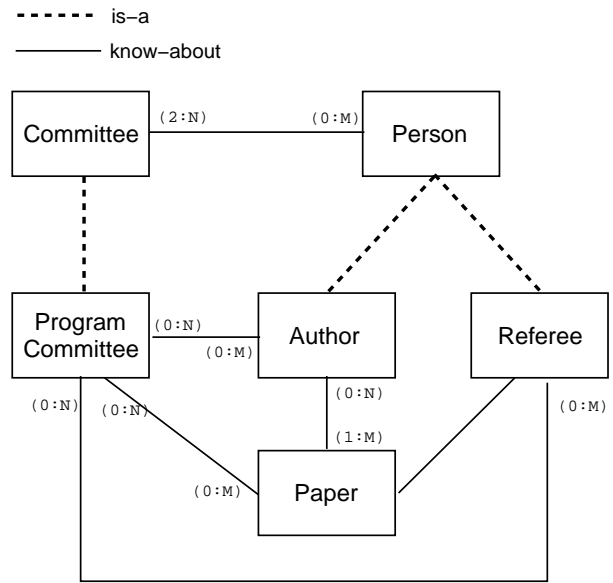 is-a
know-about
Committee
(2:N)
(0:M)
Person
Program
Committee
(0:N)
(0:M)
Author
Referee
(0:N)
(0:N)
(0:N)
(0:M)
(1:M)
(0:M)
Paper